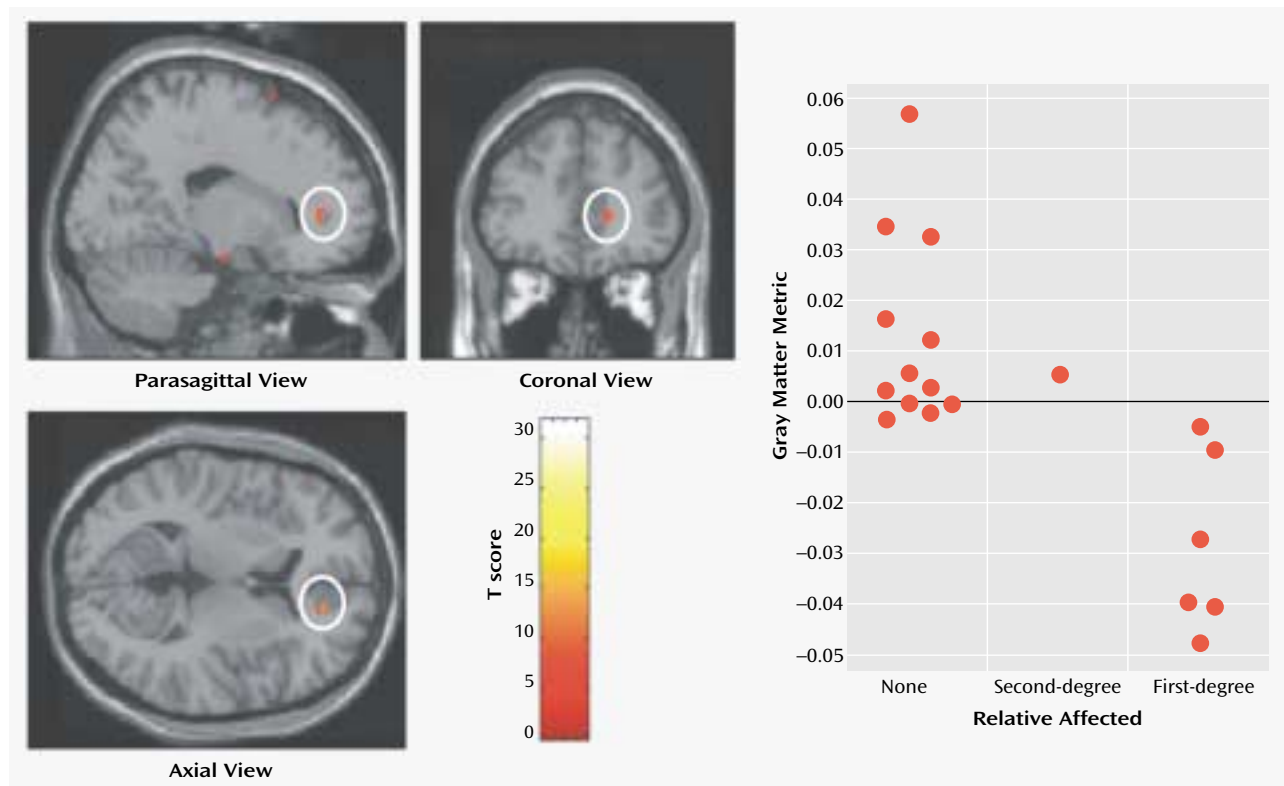 Parasagittal View
Coronal View
Axial View
T score
30
25
20
15
10
5
0
Gray Matter Metric
0.06
0.05
0.04
0.03
0.02
0.01
0.00
–0.01
–0.02
–0.03
–0.04
–0.05
None Second-degree First-degree
Relative Affected